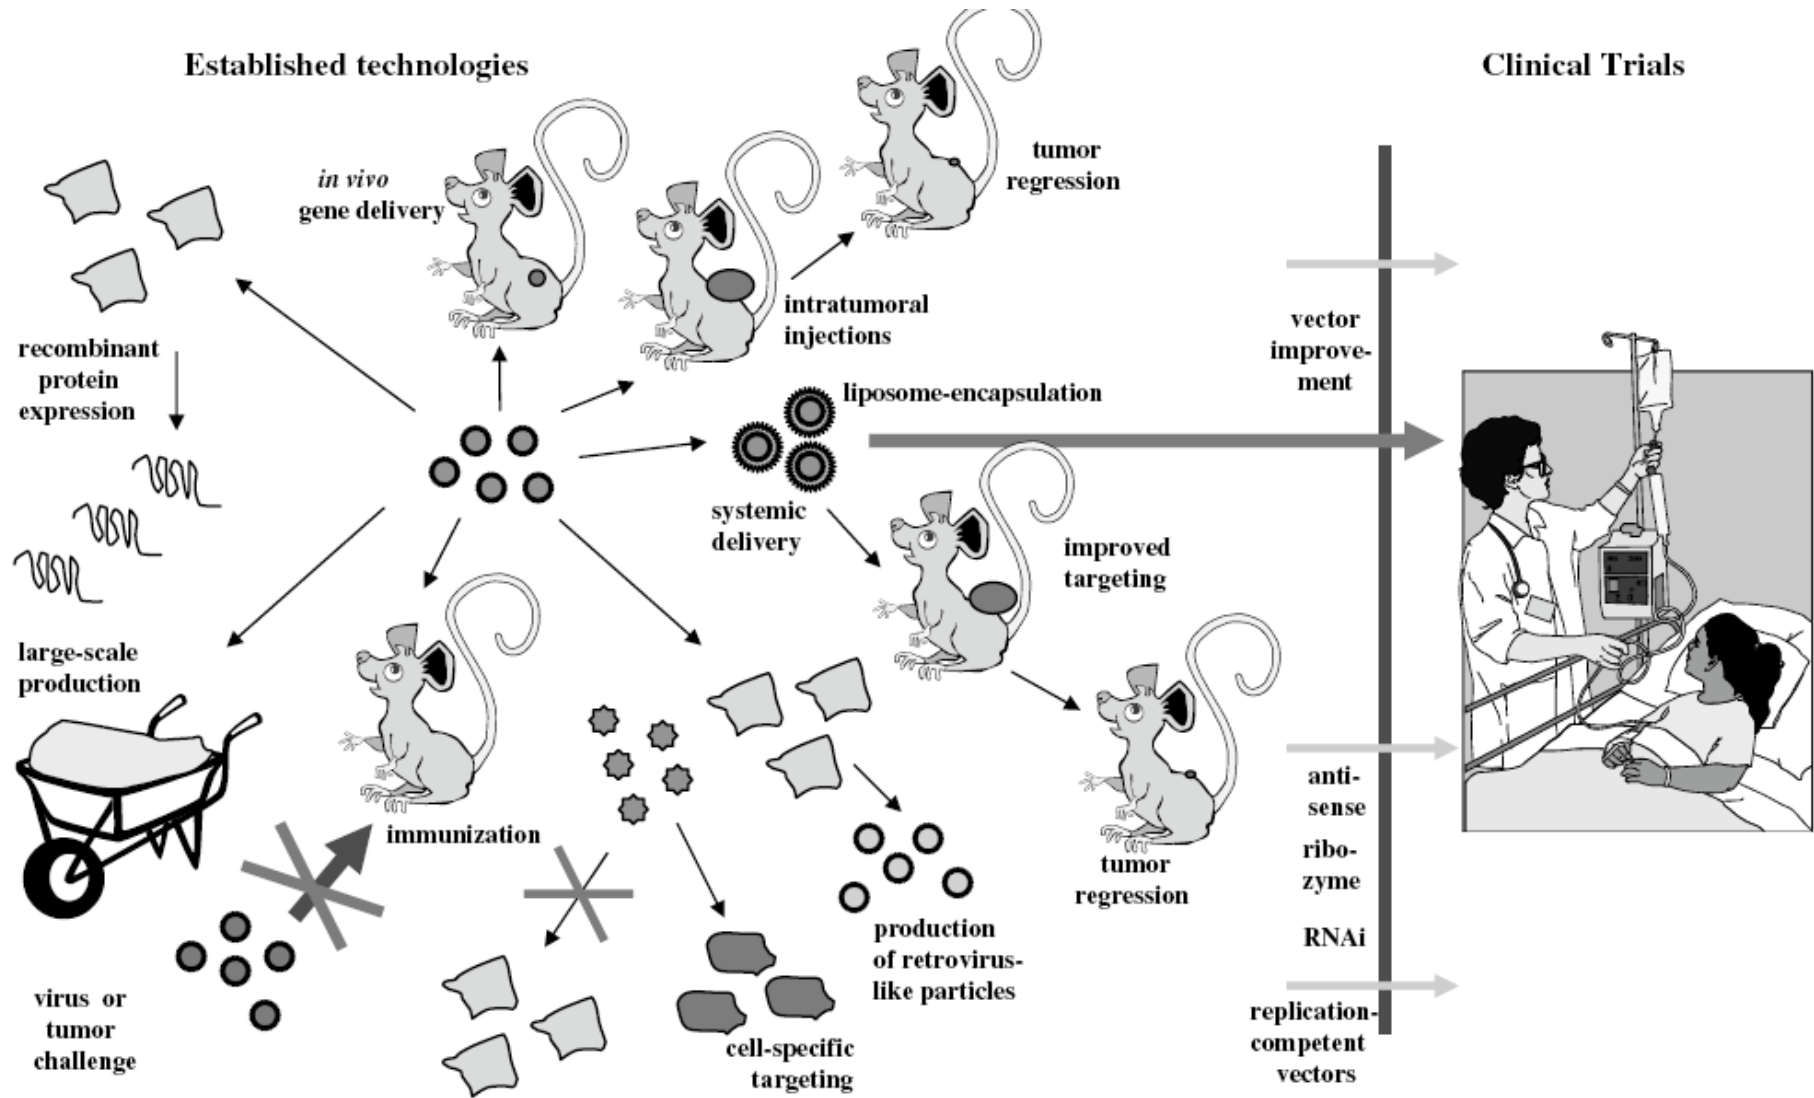 Established technologies
Clinical Trials
in vivo
gene delivery
tumor
regression
intratumoral
injections
recombinant
protein
expression
vector
improve-
ment
liposome-encapsulation
systemic
delivery
improved
targeting
large-scale
production
immunization
anti-
sense
ribo-
zyme
RNAi
tumor
regression
production
of retrovirus-
like particles
virus or
tumor
challenge
cell-specific
targeting
replication-
competent
vectors